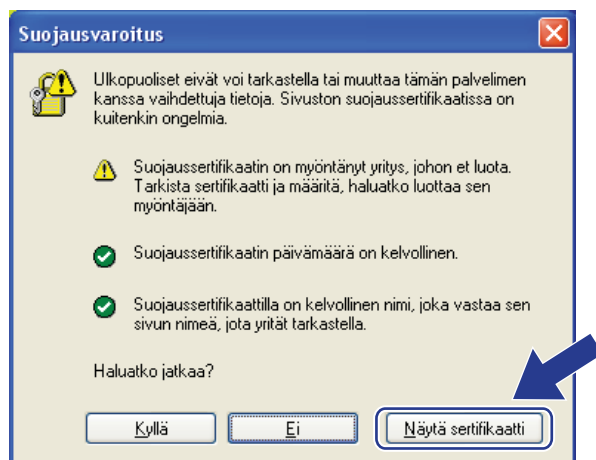 Suojausvaroitus
Ulkopuoliset eivät voi tarkastella tai muuttaa tämän palvelimen
kanssa vaihdettuja tietoja. Sivuston suojaussertifikaatissa on
kuitenkin ongelmia.
Suojaussertifikaatin on myöntänyt yritys, johon et luota.
Tarkista sertifikaatti ja määritä, haluatko luottaa sen
myöntäjään.
Suojaussertifikaatin päivämäärä on kelvollinen.
Suojaussertifikaattilla on kelvollinen nimi, joka vastaa sen
sivun nimeä, jota yrität tarkastella.
Haluatko jatkaa?
Kyllä
Ei
Näytä sertifikaatti